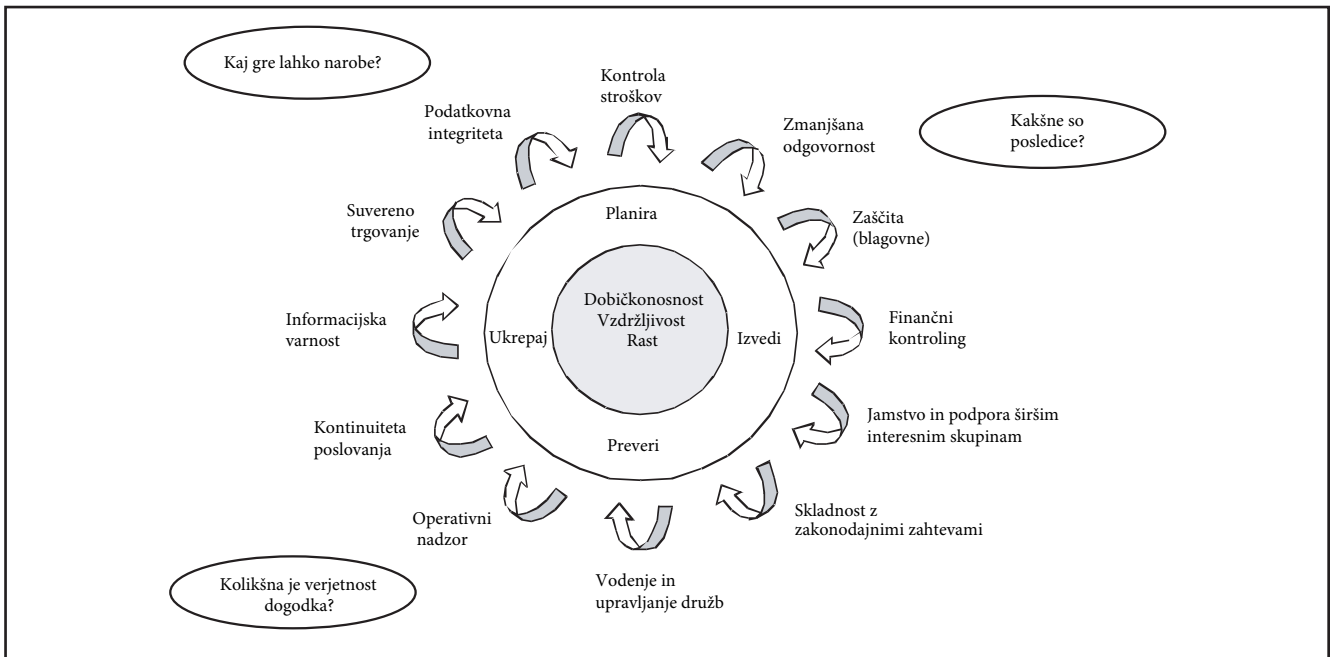 Kaj gre lahko narobe?
Kontrola
stroškov
Podatkovna
integriteta
Zmanjšana
odgovornost
Kakšne so
posledice?
Suvereno
trgovanje
Planira
Zaščita
(blagovne)
Informacijska
varnost
Ukrepaj
Dobičkonosnost
Vzdržljivost
Rast
Izvedi
Finančni
kontroling
Kontinuiteta
poslovanja
Preveri
Jamstvo in podpora širšim
interesnim skupinam
Operativni
nadzor
Skladnost z
zakonodajnimi zahtevami
Vodenje in
upravljanje družb
Kolikšna je verjetnost
dogodka?